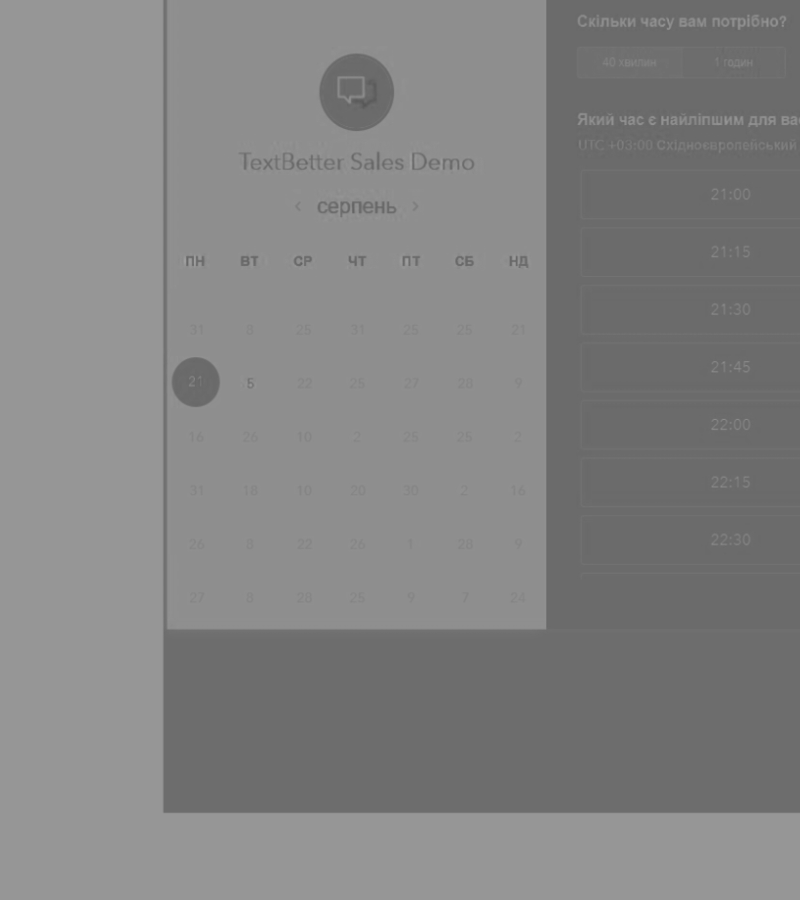 TextBetter Sales Demo
‹ серпень ›
ПН ВТ СР ЧТ ПТ СБ НД
31 8 25 31 25 25 21
21 5 22 25 27 28 9
16 26 10 2 25 25 2
31 18 10 20 30 2 16
26 8 22 26 1 28 9
27 8 28 25 9 7 24
Скільки часу вам потрібно?
40 хвилин 1 годин
Який час є найліпшим для
UTC +03:00 Східноєвропейський
21:00
21:15
21:30
21:45
22:00
22:15
22:30